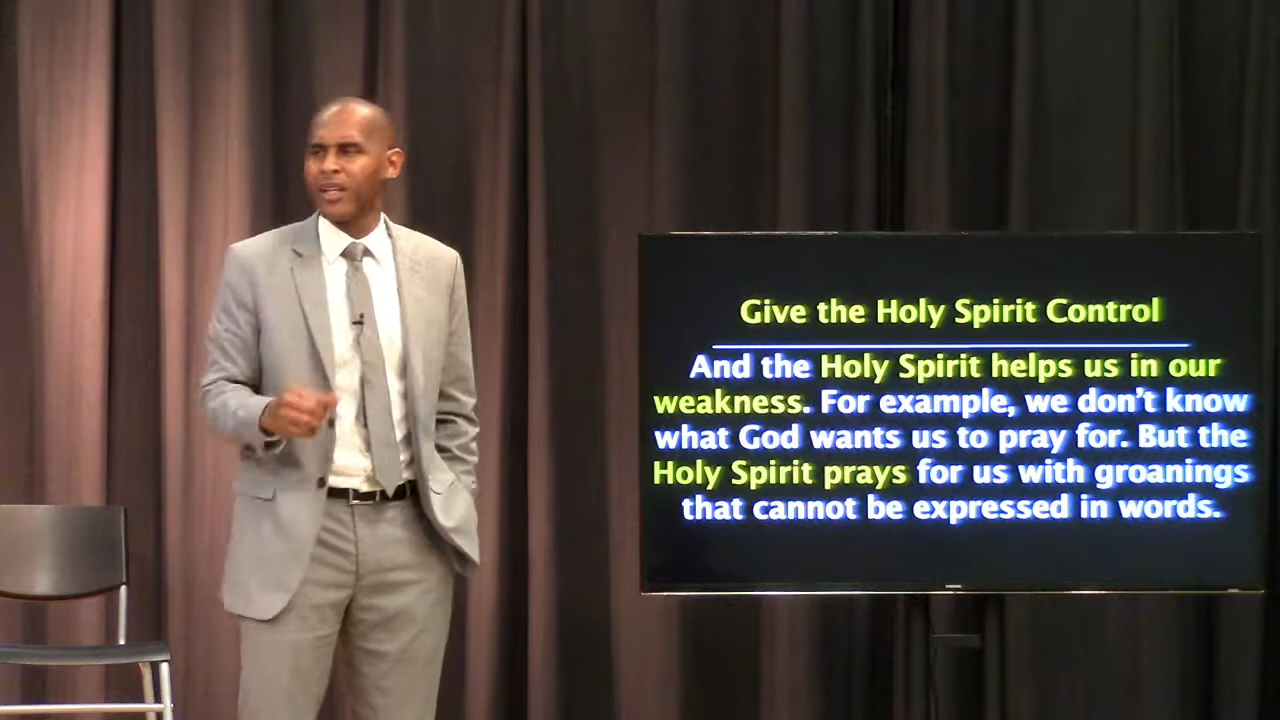 Give the Holy Spirit Control
And the Holy Spirit helps us in our
weakness. For example, we don't know
what God wants us to pray for. But the
Holy Spirit prays for us with groanings
that cannot be expressed in words.